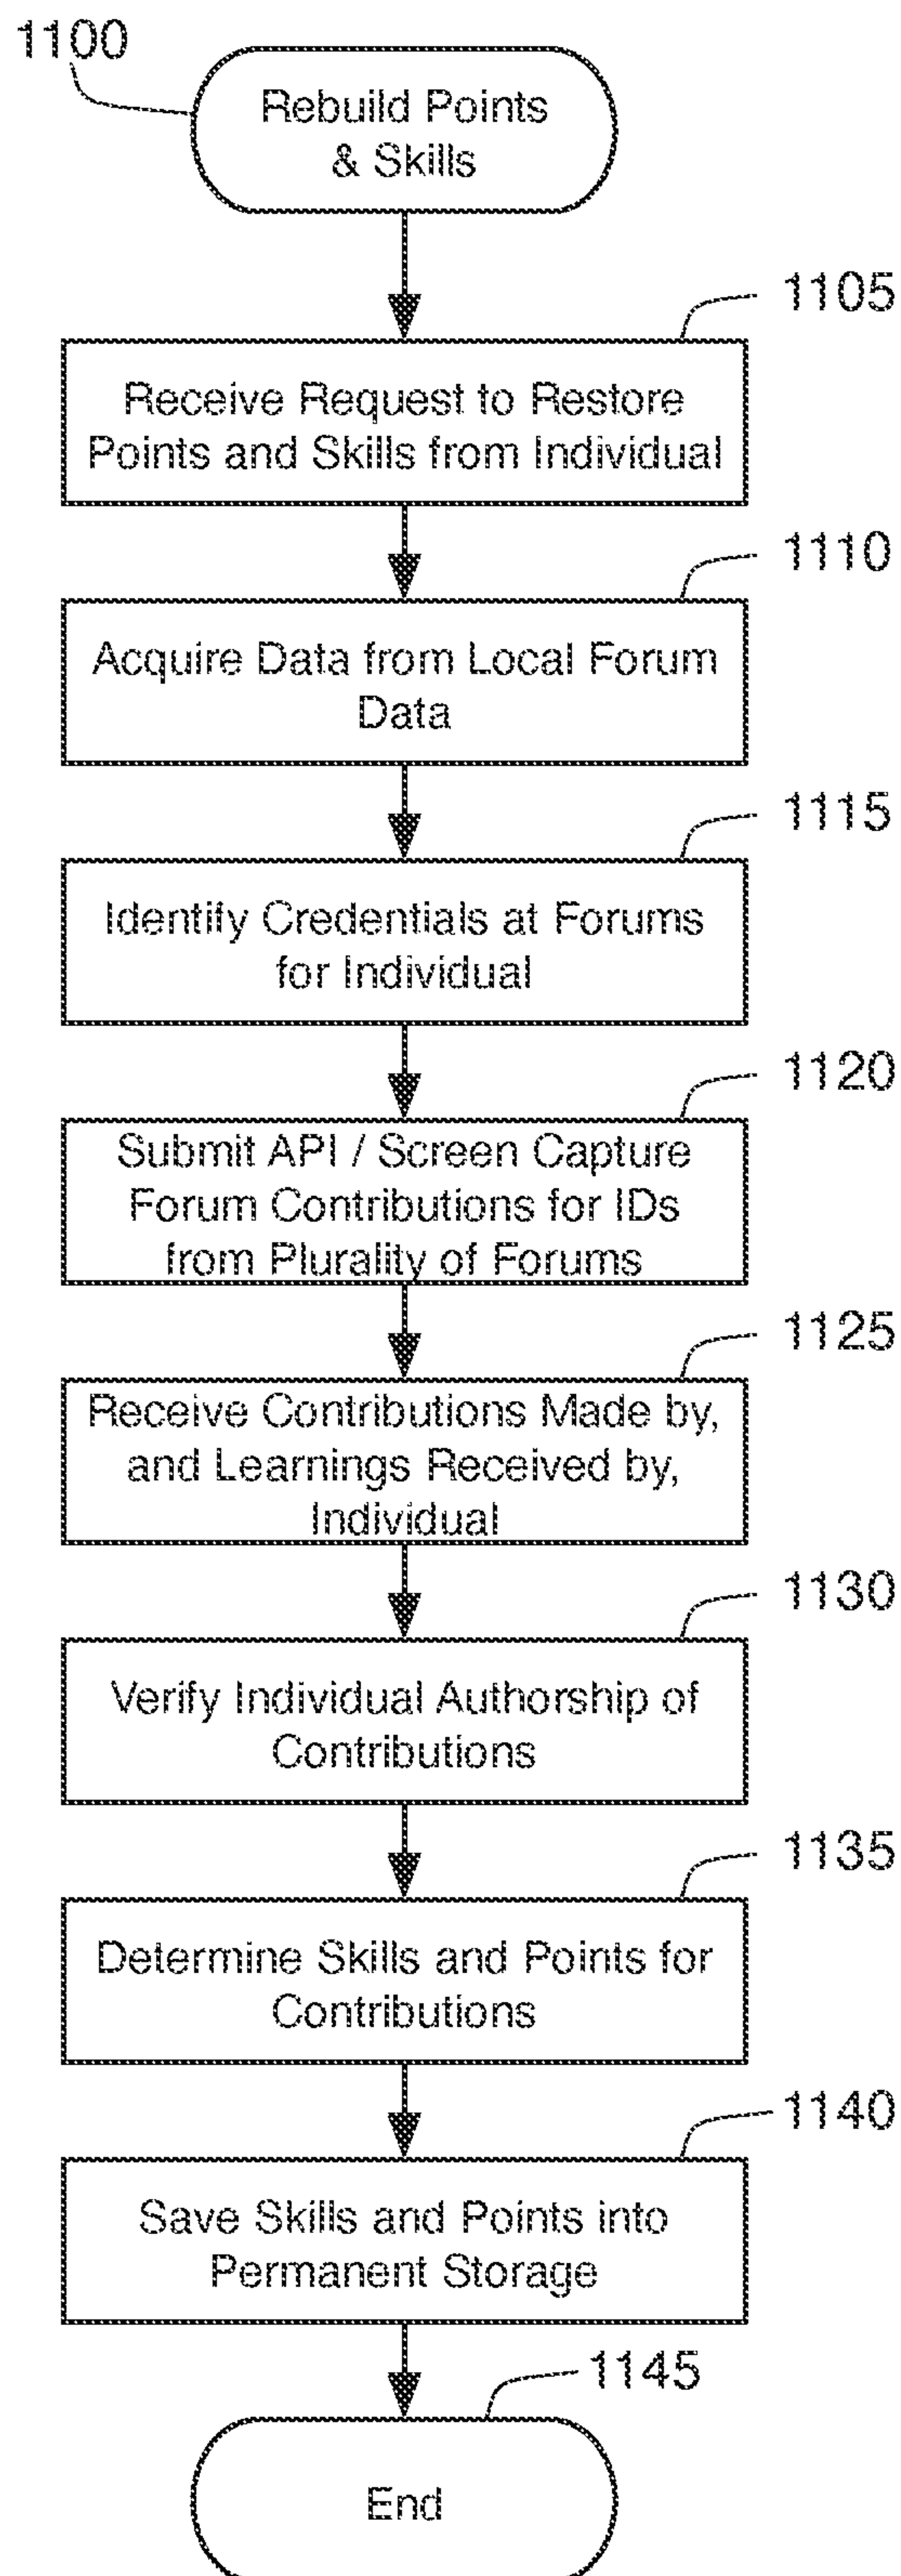 1100
Rebuild Points
& Skills
1105
Receive Request to Restore
Points and Skills from Individual
1110
Acquire Data from Local Forum
Data
1115
Identify Credentials at Forums
for Individual
1120
Submit API / Screen Capture
Forum Contributions for IDs
from Plurality of Forums
1125
Receive Contributions Made by,
and Learnings Received by,
Individual
1130
Verify Individual Authorship of
Contributions
1135
Determine Skills and Points for
Contributions
1140
Save Skills and Points into
Permanent Storage
1145
End